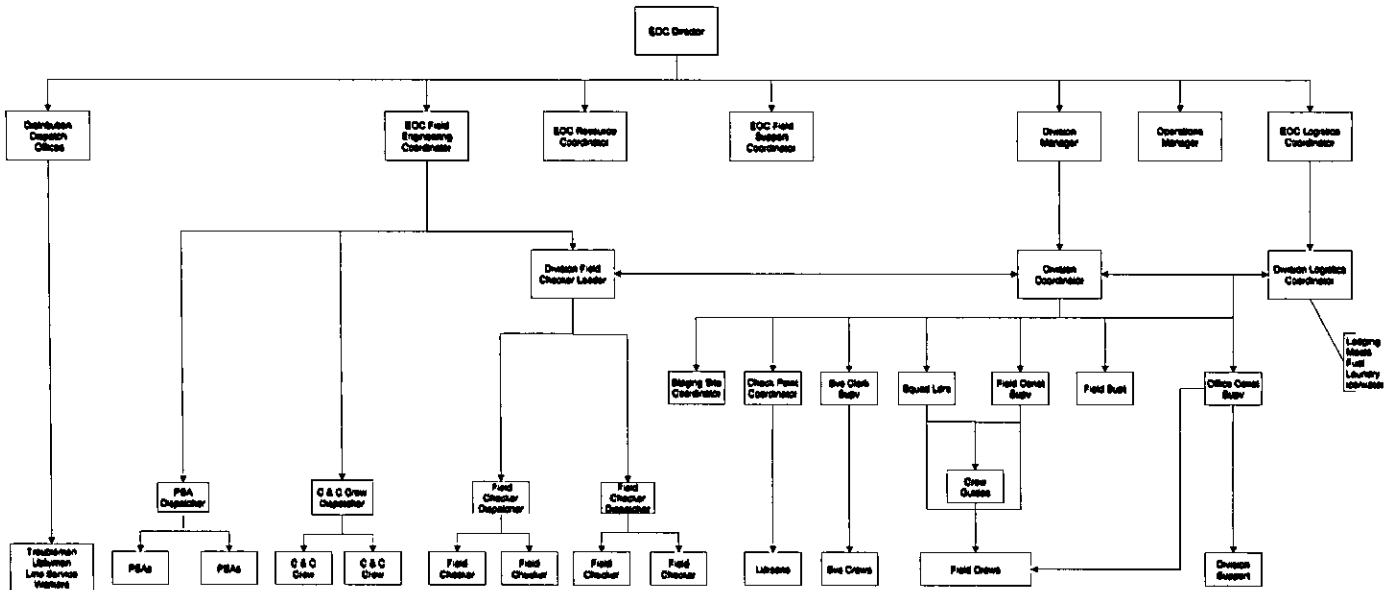 EOC Director
Distribution
Dispatch
Offices
EOC Field
Engineering
Coordinator
EOC Resource
Coordinator
EOC Field
Support
Coordinator
Division
Manager
Operations
Manager
EOC Logistics
Coordinator
Division Field
Checker Leader
Division
Coordinator
Division Logistics
Coordinator
Lodging
Meals
Fuel
Laundry
Staging Site
Coordinator
Check Point
Coordinator
Svc Clerk
Supv
Squad Ldrs
Field Const
Supv
Field Supt
Office Const
Supv
PSA
Dispatcher
C & C Crew
Dispatcher
Field
Checker
Dispatcher
Field
Checker
Dispatcher
Crew
Guides
Troublemen
Line Service
Workers
PSAs
PSAs
C & C
Crew
C & C
Crew
Field
Checker
Field
Checker
Field
Checker
Field
Checker
Liaisons
Svc Crews
Field Crews
Division
Support